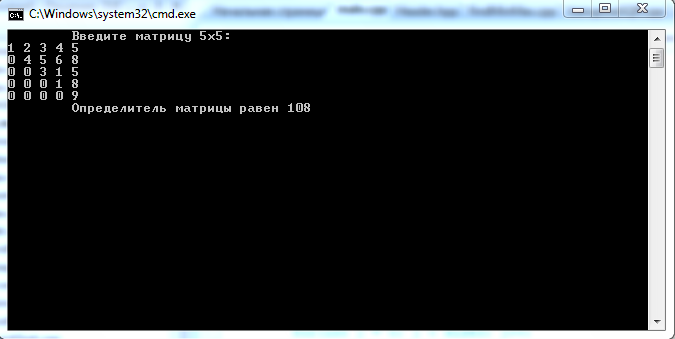 C:\Windows\system32\cmd.exe
Введите матрицу 5x5:
1 2 3 4 5
0 4 5 6 8
0 0 3 1 5
0 0 0 1 8
0 0 0 0 9
Определитель матрицы равен 108